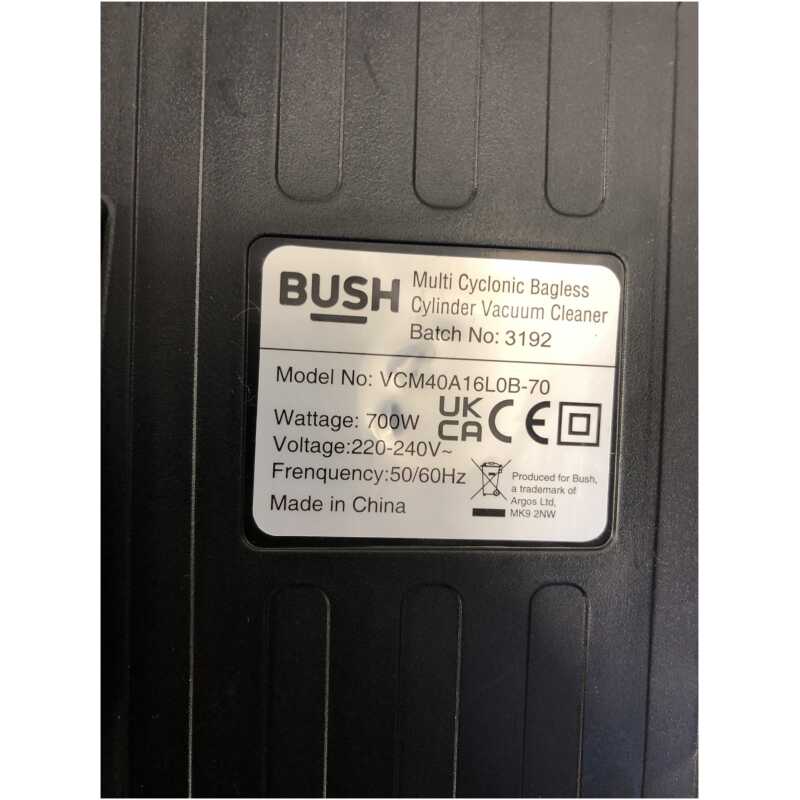 BUSH
Multi Cyclonic Bagless
Cylinder Vacuum Cleaner
Batch No: 3192
Model No: VCM40A16L0B-70
Wattage: 700W
Voltage:220-240V~
Frenquency:50/60Hz
Made in China
UK
CA CE
Produced for Bush,
a trademark of
Argos Ltd,
MK9 2NW